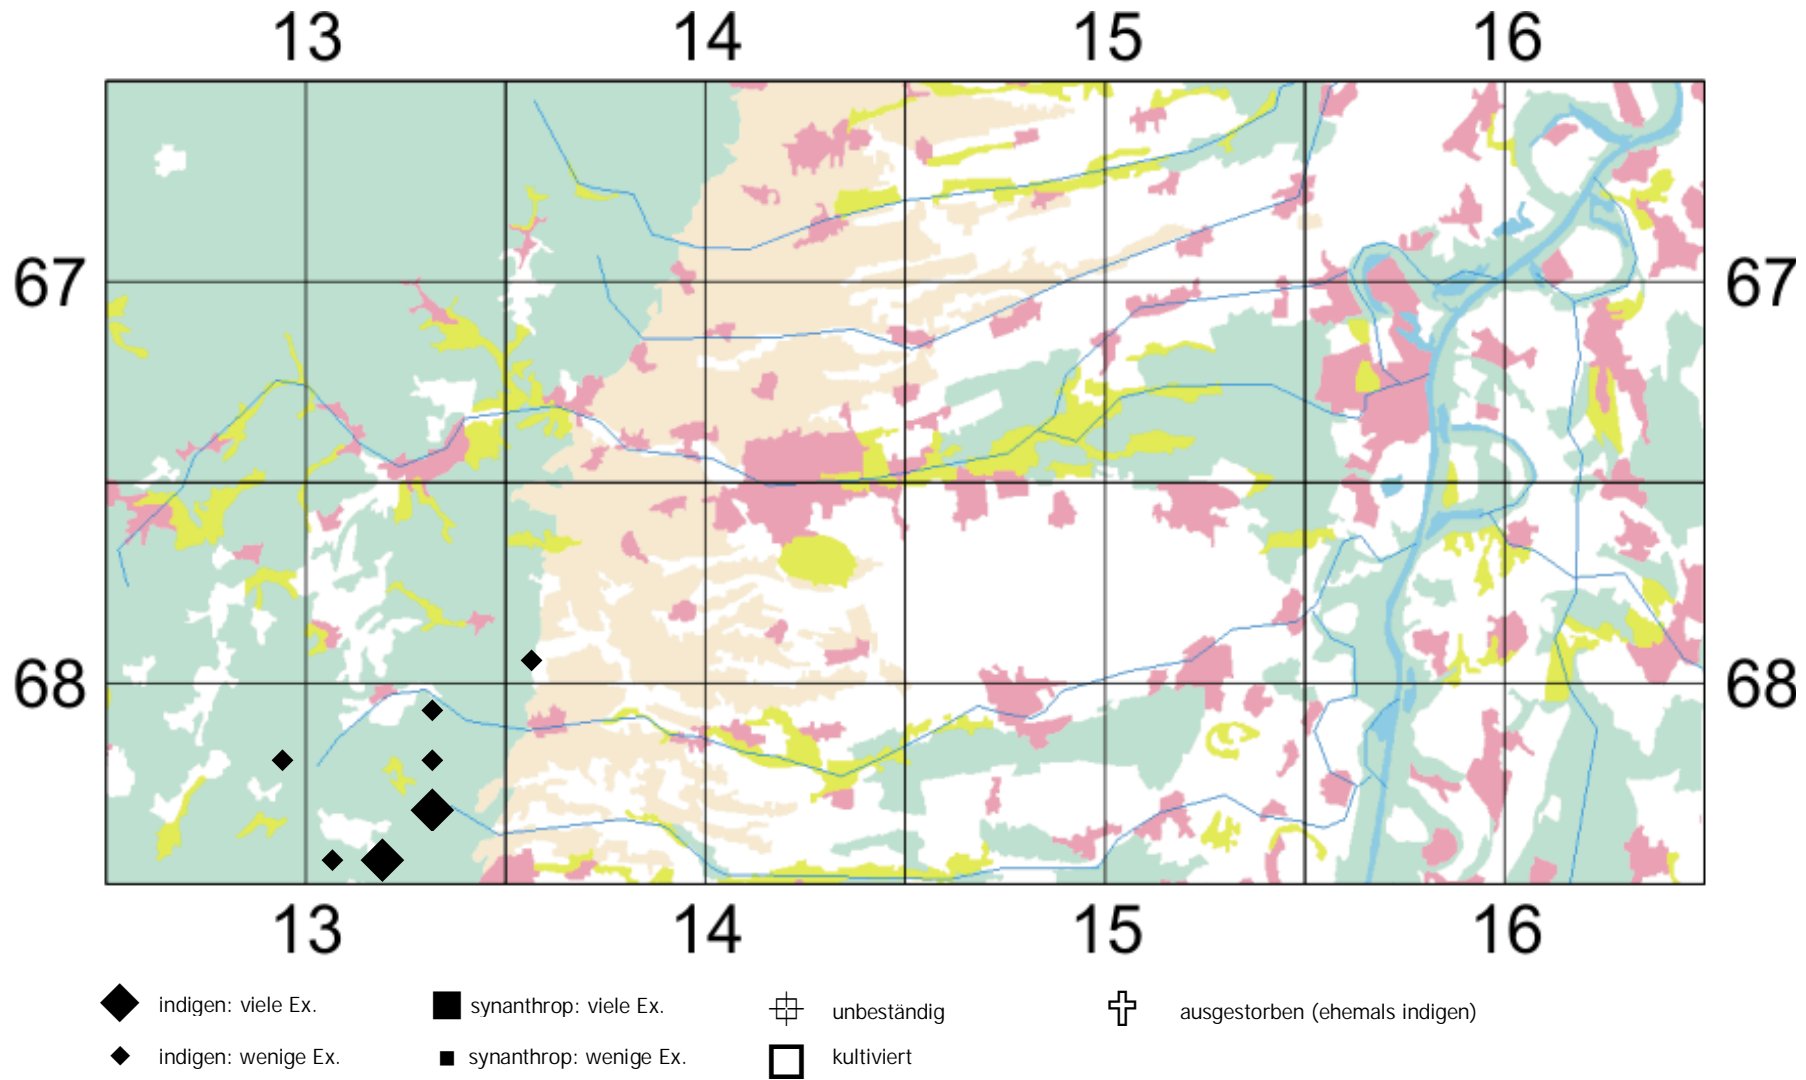 13 14 15 16
67 67
68 68
13 14 15 16
indigen: viele Ex. synanthrop: viele Ex. unbeständig ausgestorben (ehemals indigen)
indigen: wenige Ex. synanthrop: wenige Ex. kultiviert